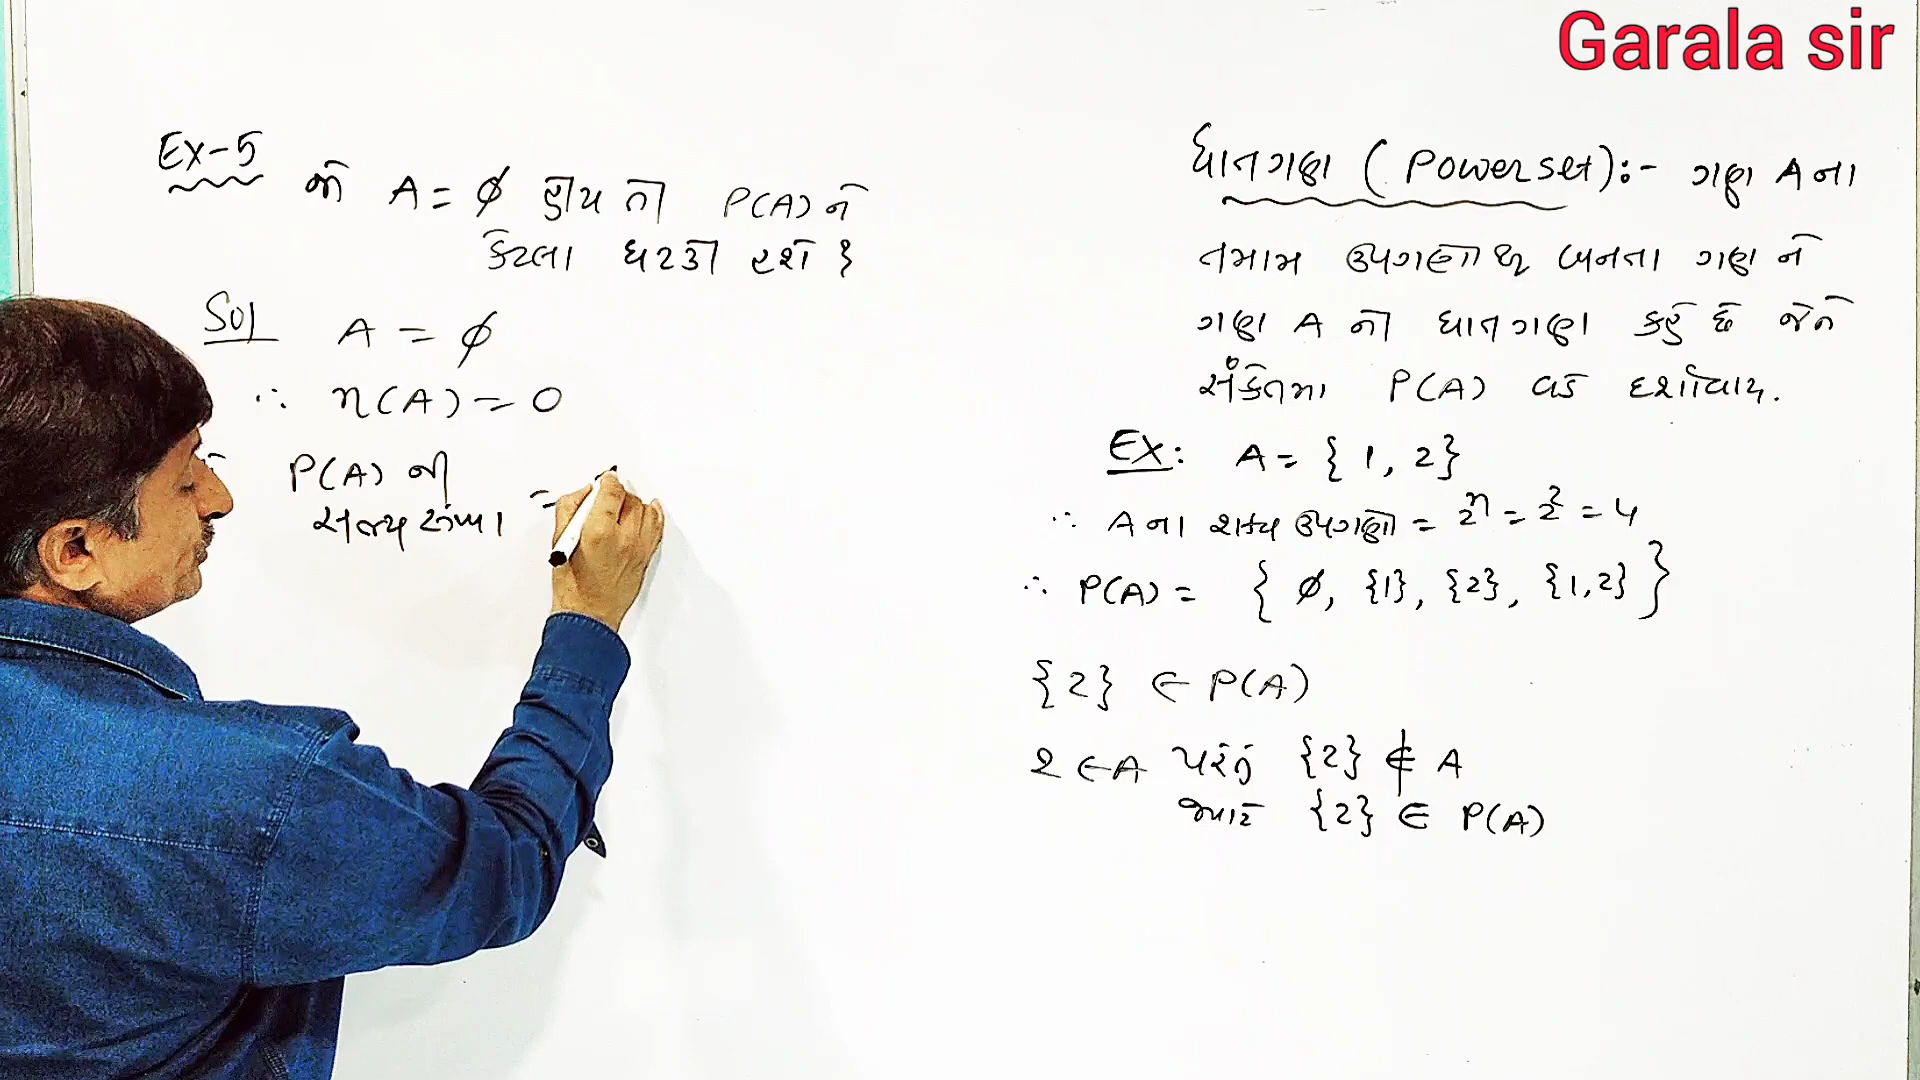 Garala sir
Ex-5 જો A = ϕ હોય તો P(A) ને
કેટલા ઘટકો હશે ?
Sol A = ϕ
∴ n(A) = 0
P(A) ની
સભ્ય સંખ્યા =
ઘાતગણ (Power set):- ગણ A ના
તમામ ઉપગણોથી બનતા ગણ ને
ગણ A નો ઘાતગણ કહે છે જેને
સંકેતમાં P(A) વડે દર્શાવાય.
Ex: A = { 1, 2}
∴ A ના શક્ય ઉપગણો = 2ⁿ = 2² = 4
∴ P(A) = { ϕ, {1}, {2}, {1,2} }
{2} ∈ P(A)
2 ∈ A પરંતુ {2} ∉ A
{2} ∈ P(A)